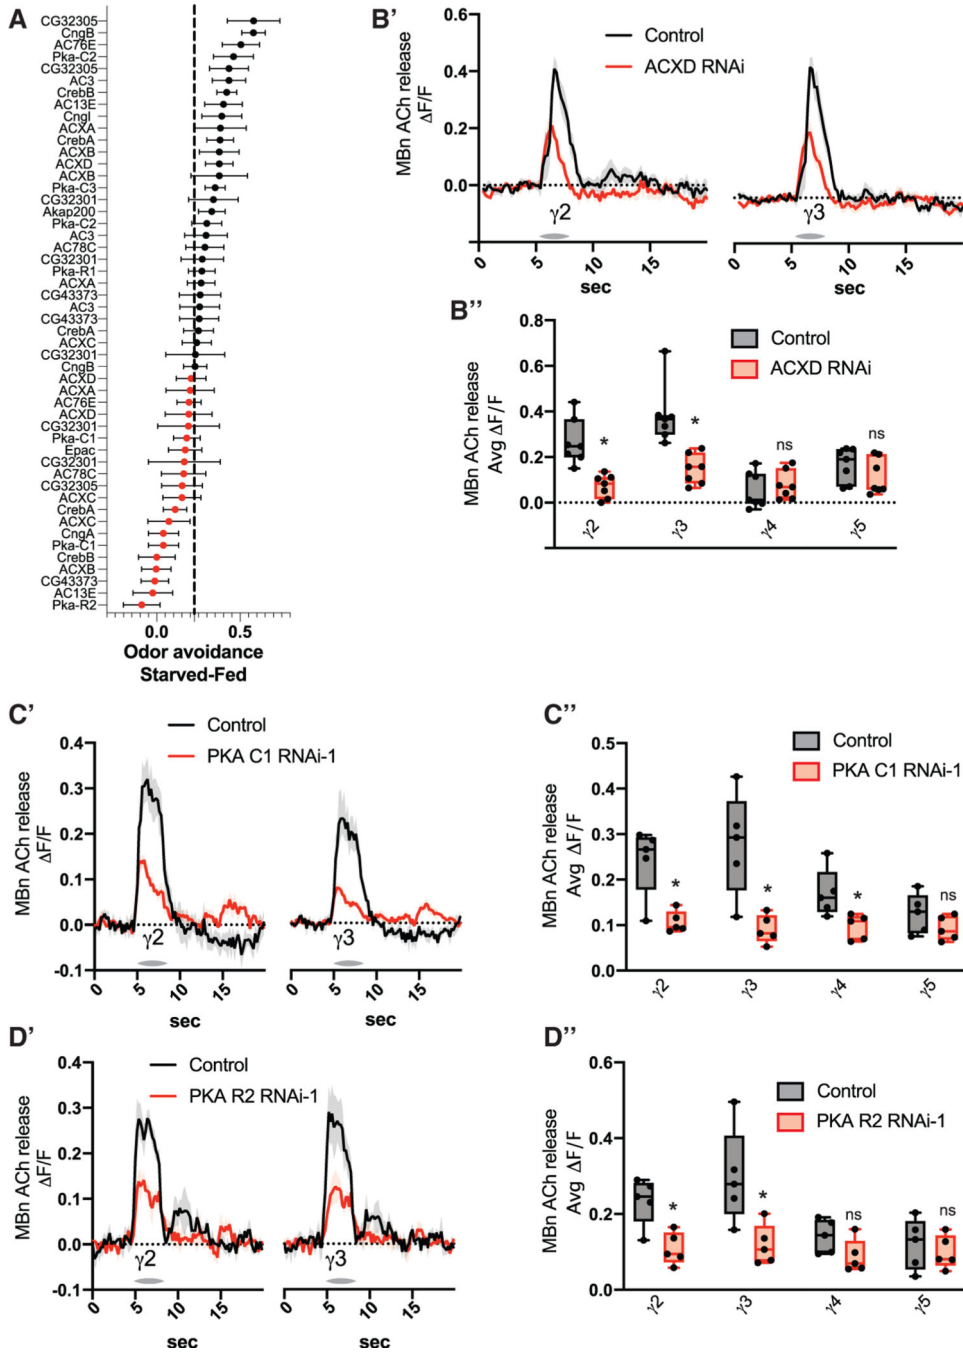 A
CG32305
CngB
AC76E
Pka-C2
CG32305
AC3
CrebB
AC13E
CngI
ACXA
CrebA
ACXB
ACXD
ACXB
Pka-C3
CG32301
Akap200
Pka-C2
AC3
AC78C
CG32301
Pka-R1
ACXA
CG43373
AC3
CG43373
CrebA
ACXC
CG32301
CngB
ACXD
ACXA
AC76E
ACXD
CG32301
Pka-C1
Epac
CG32301
AC78C
CG32305
ACXC
CrebA
ACXC
CngA
Pka-C1
CrebB
ACXB
CG43373
AC13E
Pka-R2
0.0 0.5
Odor avoidance
Starved-Fed
B'
MBn ACh release
ΔF/F
0.6
0.4
0.2
0.0
Control
ACXD RNAi
γ2 γ3
0 5 10 15 0 5 10 15
sec sec
B''
MBn ACh release
Avg ΔF/F
0.8
0.6
0.4
0.2
0.0
Control
ACXD RNAi
* * ns ns
γ2 γ3 γ4 γ5
C'
Control
PKA C1 RNAi-1
MBn ACh release
ΔF/F
0.4
0.3
0.2
0.1
0.0
-0.1
γ2 γ3
0 5 10 15 0 5 10 15
sec sec
C''
Control
PKA C1 RNAi-1
MBn ACh release
Avg ΔF/F
0.5
0.4
0.3
0.2
0.1
0.0
* * * ns
γ2 γ3 γ4 γ5
D'
Control
PKA R2 RNAi-1
MBn ACh release
ΔF/F
0.4
0.3
0.2
0.1
0.0
-0.1
γ2 γ3
0 5 10 15 0 5 10 15
sec sec
D''
Control
PKA R2 RNAi-1
MBn ACh release
Avg ΔF/F
0.6
0.4
0.2
0.0
* * ns ns
γ2 γ3 γ4 γ5